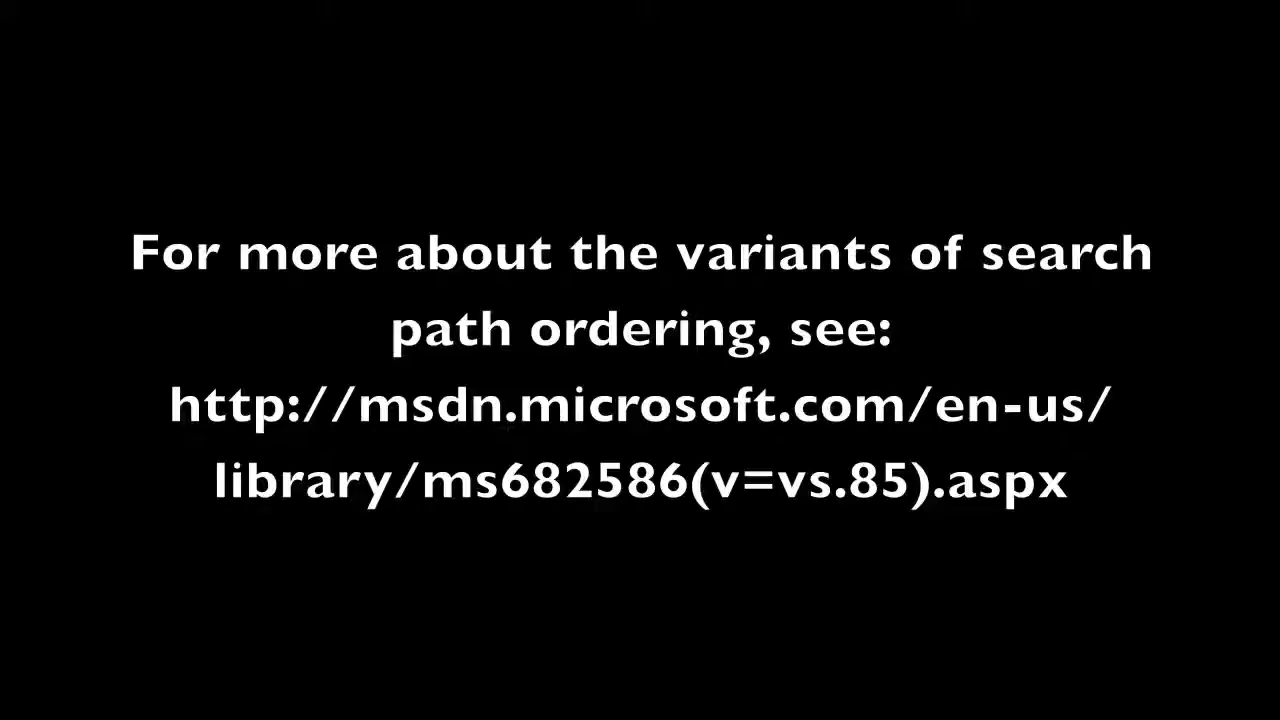 For more about the variants of search
path ordering, see:
http://msdn.microsoft.com/en-us/
library/ms682586(v=vs.85).aspx